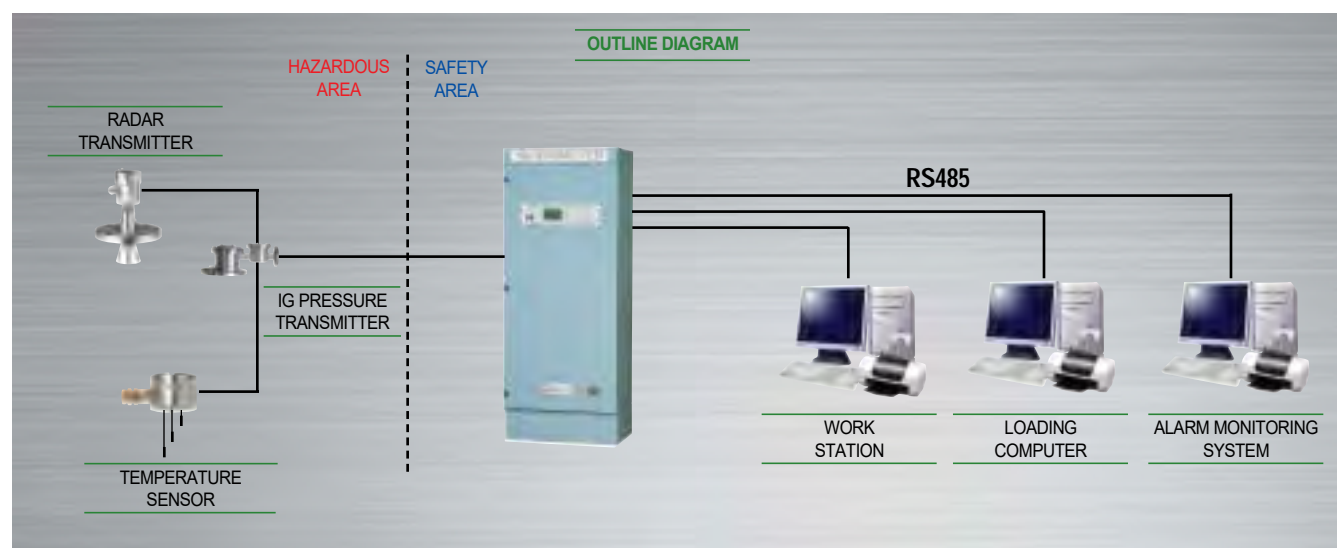 OUTLINE DIAGRAM
HAZARDOUS
AREA
SAFETY
AREA
RADAR
TRANSMITTER
RS485
IG PRESSURE
TRANSMITTER
TEMPERATURE
SENSOR
WORK
STATION
LOADING
COMPUTER
ALARM MONITORING
SYSTEM